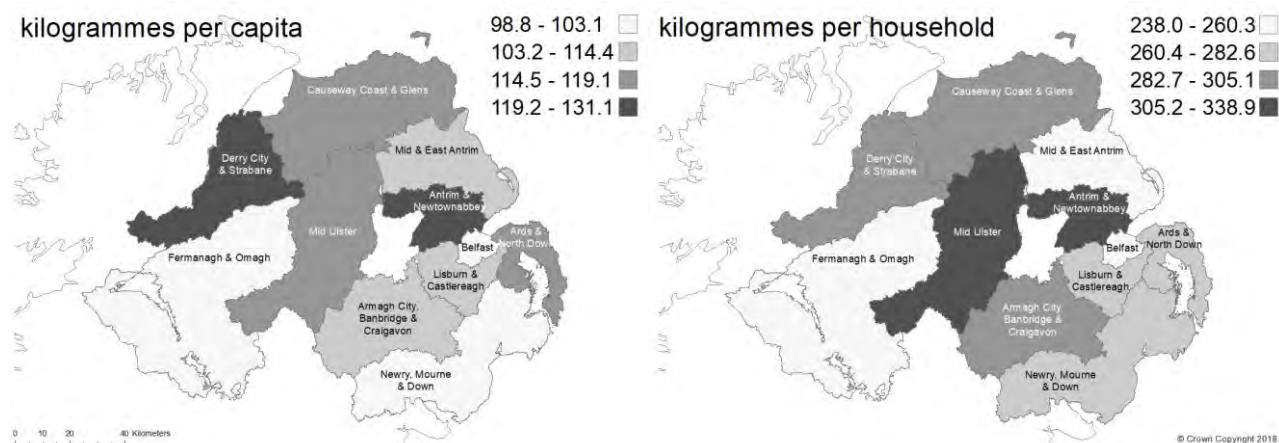 kilogrammes per capita
98.8 - 103.1
103.2 - 114.4
114.5 - 119.1
119.2 - 131.1
Causeway Coast & Glens
Derry City
& Strabane
Mid & East Antrim
Antrim &
Newtownabbey
Mid Ulster
Belfast
Ards &
North Down
Fermanagh & Omagh
Lisburn &
Castlereagh
Armagh City,
Banbridge &
Craigavon
Newry, Mourne
& Down
0 10 20 40 Kilometers
kilogrammes per household
238.0 - 260.3
260.4 - 282.6
282.7 - 305.1
305.2 - 338.9
Causeway Coast & Glens
Derry City
& Strabane
Mid & East Antrim
Antrim &
Newtownabbey
Mid Ulster
Belfast
Ards &
North Down
Fermanagh & Omagh
Lisburn &
Castlereagh
Armagh City,
Banbridge &
Craigavon
Newry, Mourne
& Down
© Crown Copyright 2018